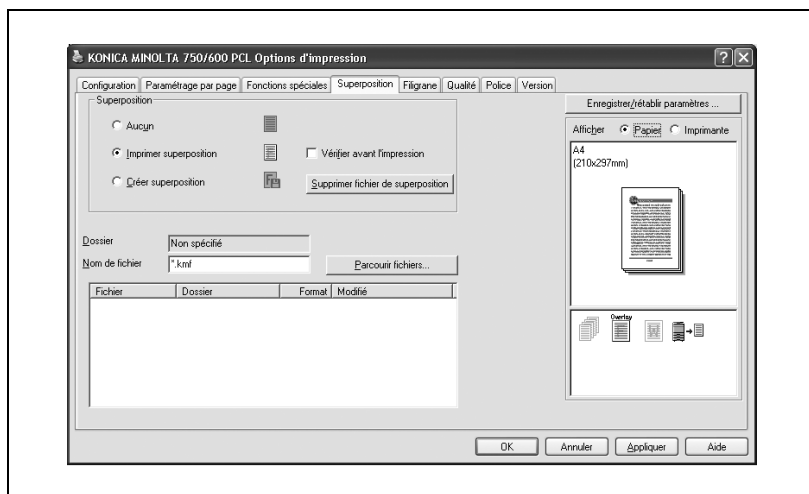 KONICA MINOLTA 750/600 PCL Options d'impression
Configuration Paramétrage par page Fonctions spéciales Superposition Filigrane Qualité Police Version
Superposition
Aucun
Imprimer superposition
Vérifier avant l'impression
Créer superposition
Supprimer fichier de superposition
Dossier Non spécifié
Nom de fichier *.kmf Parcourir fichiers...
Fichier Dossier Format Modifié
Enregistrer/rétablir paramètres ...
Afficher Papier Imprimante
A4
(210x297mm)
Overlay
OK Annuler Appliquer Aide